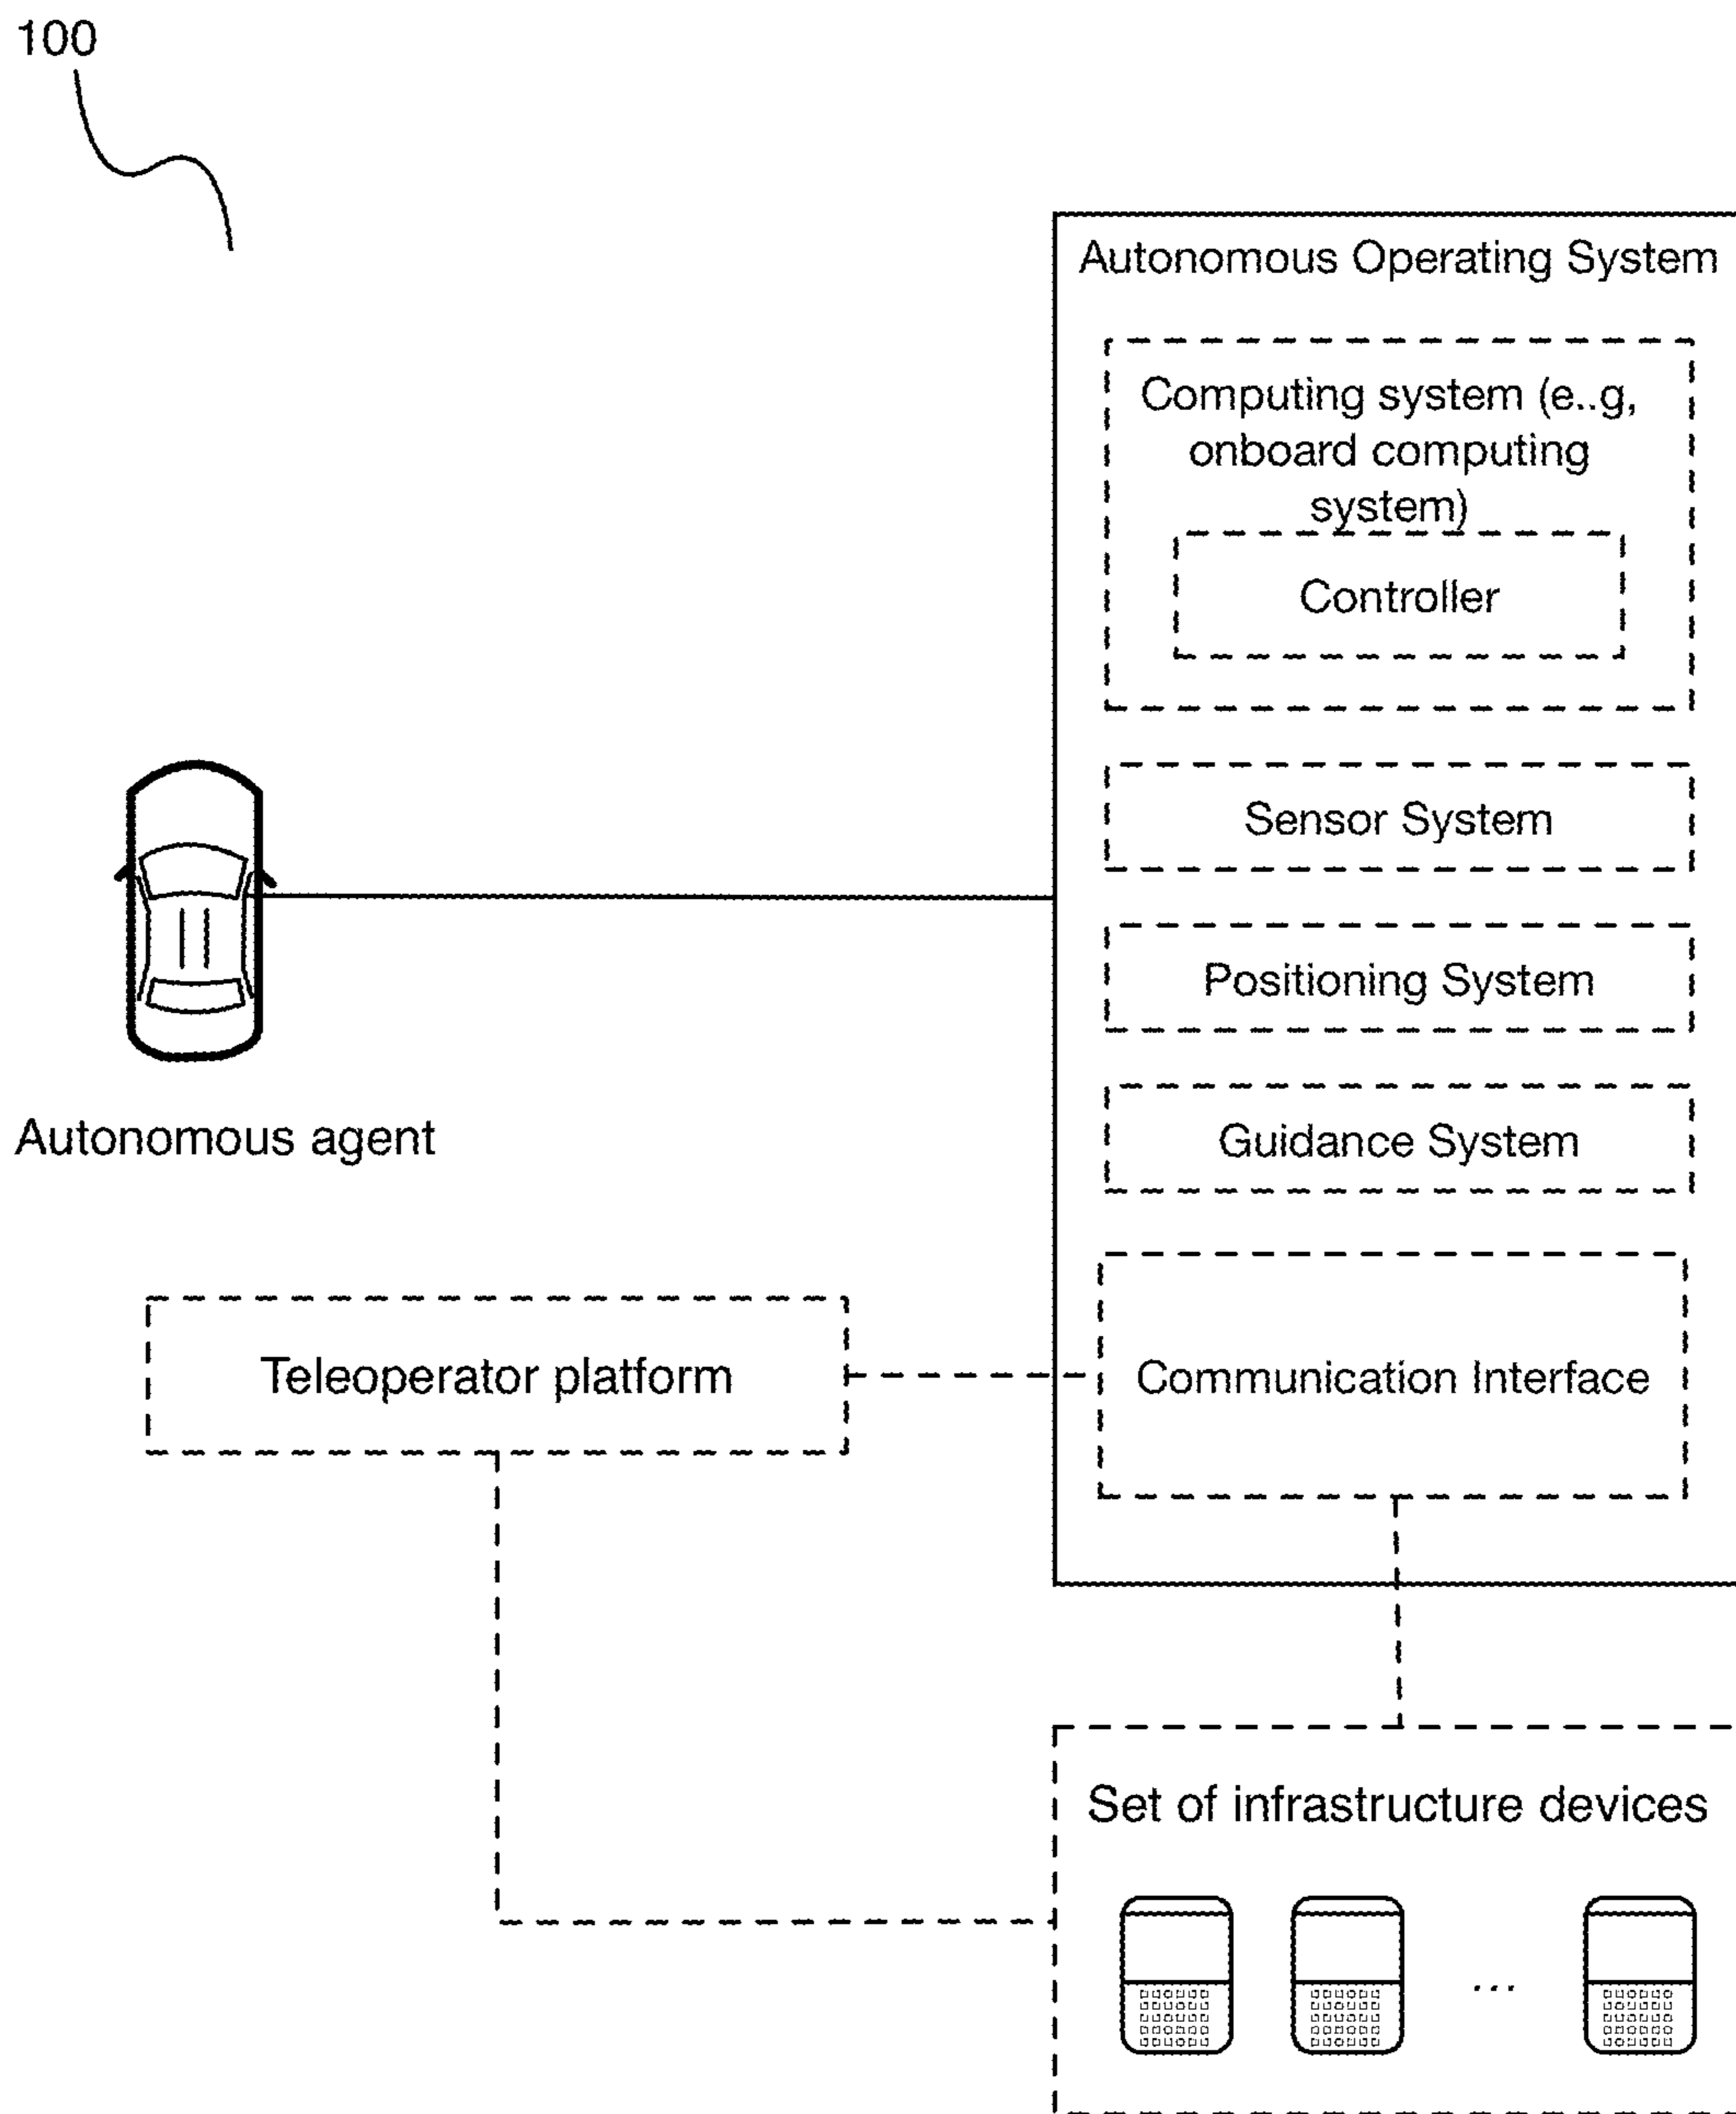 100
Autonomous Operating System
Computing system (e..g,
onboard computing
system)
Controller
Sensor System
Positioning System
Guidance System
Autonomous agent
Teleoperator platform
Communication Interface
Set of infrastructure devices
...